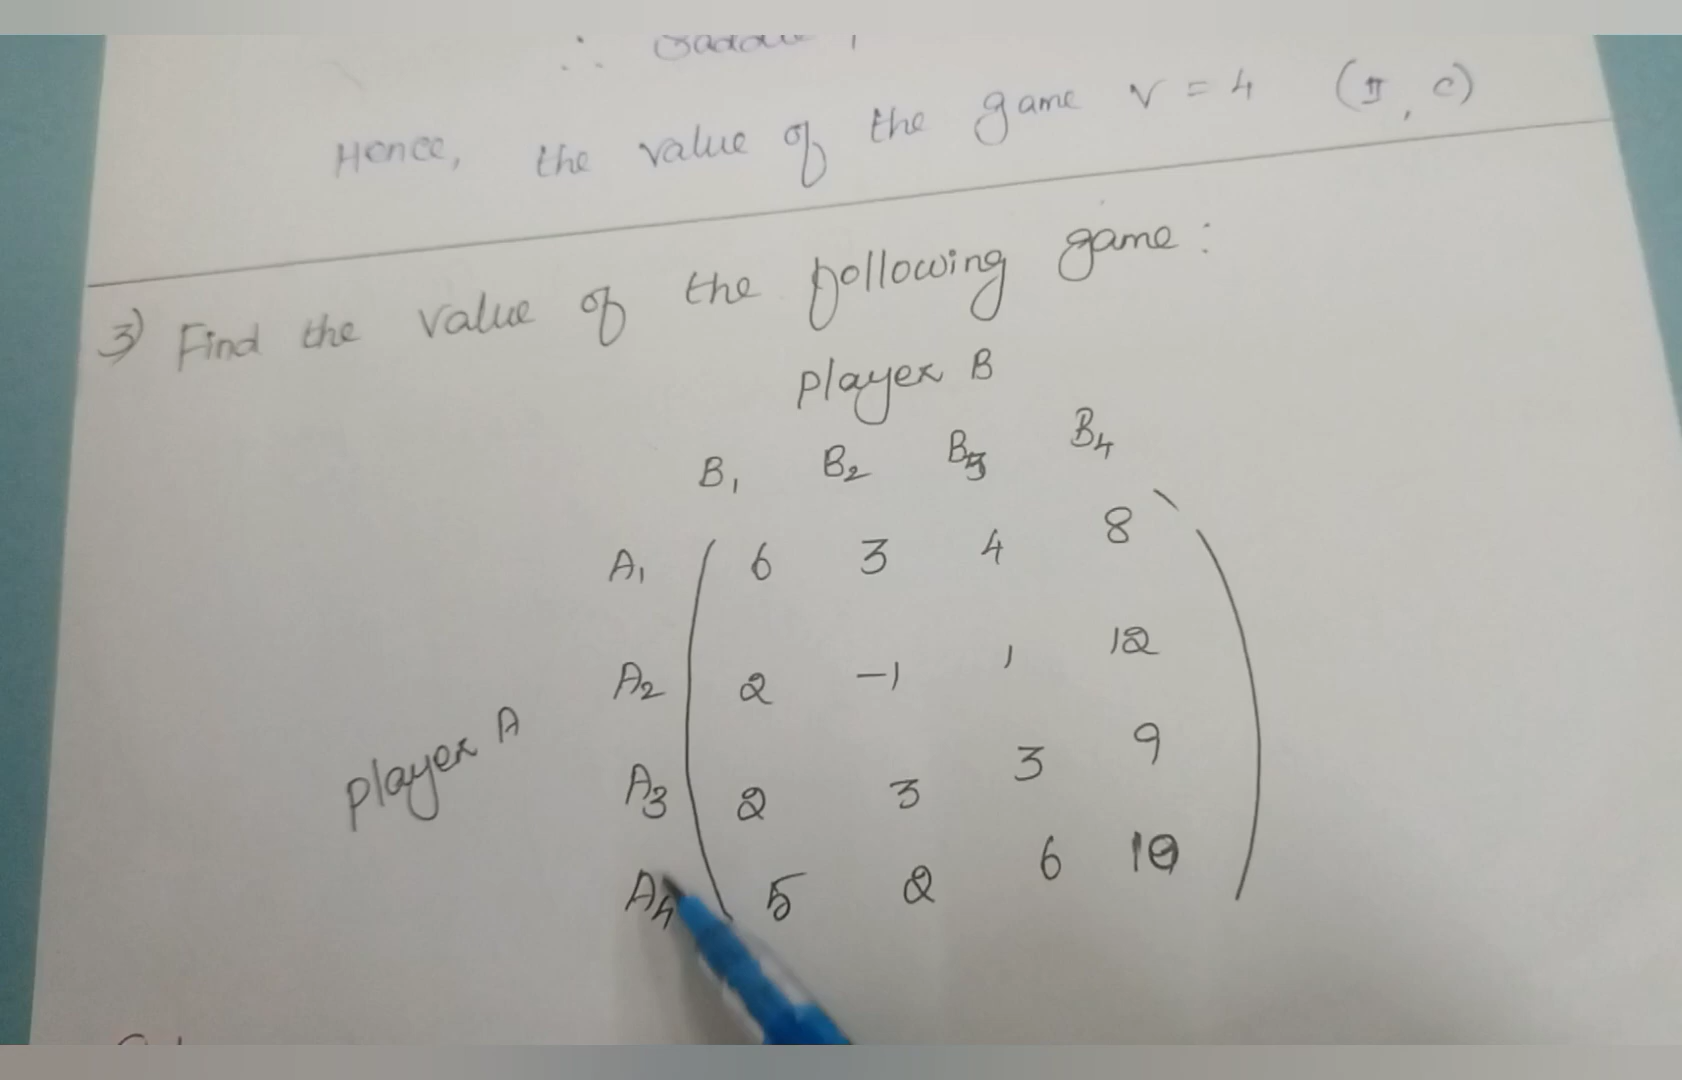 Hence, the value of the game v = 4 (II, C)
3) Find the value of the following game:
Player B
B1 B2 B3 B4
A1 6 3 4 8
A2 2 -1 1 12
Player A
A3 2 3 3 9
A4 5 2 6 10